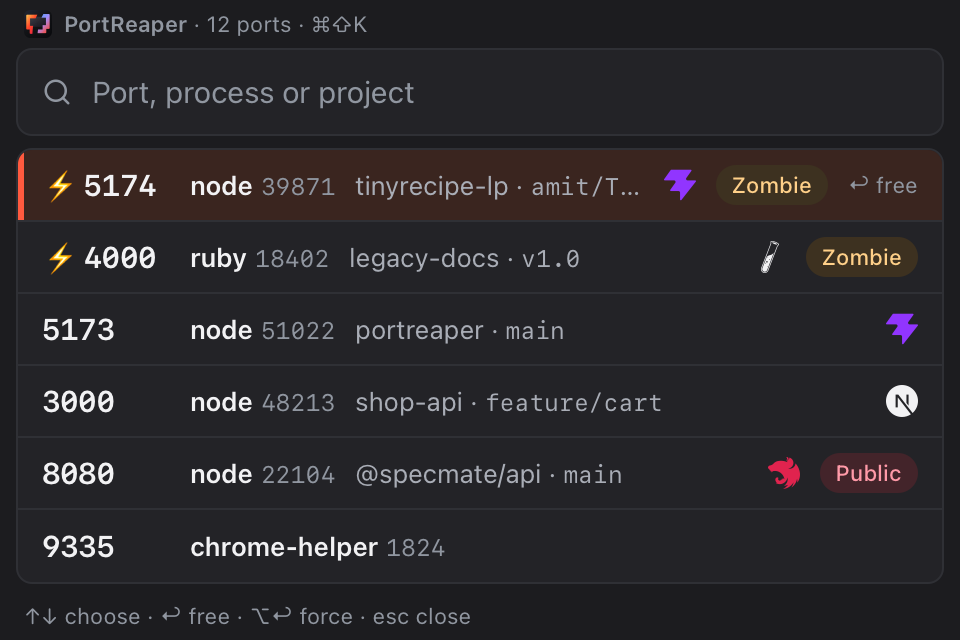 PortReaper · 12 ports · ⌘⇧K
Port, process or project
⚡ 5174 node 39871 tinyrecipe-lp · amit/T… Zombie ↩ free
⚡ 4000 ruby 18402 legacy-docs · v1.0 Zombie
5173 node 51022 portreaper · main
3000 node 48213 shop-api · feature/cart
8080 node 22104 @specmate/api · main Public
9335 chrome-helper 1824
↑↓ choose · ↩ free · ⌥↩ force · esc close